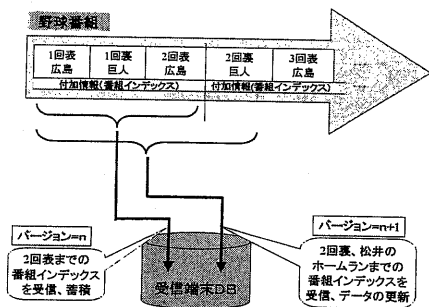 野球番組
1回表 1回裏 2回表 2回裏 3回表
広島 巨人 広島 巨人 広島
付加情報(番組インデックス) 付加情報(番組インデックス)
バージョン=n
2回表までの
番組インデックス
を受信、蓄積
バージョン=n+1
2回裏、松井の
ホームランまでの
番組インデックスを
受信、データの更新
受信端末DB